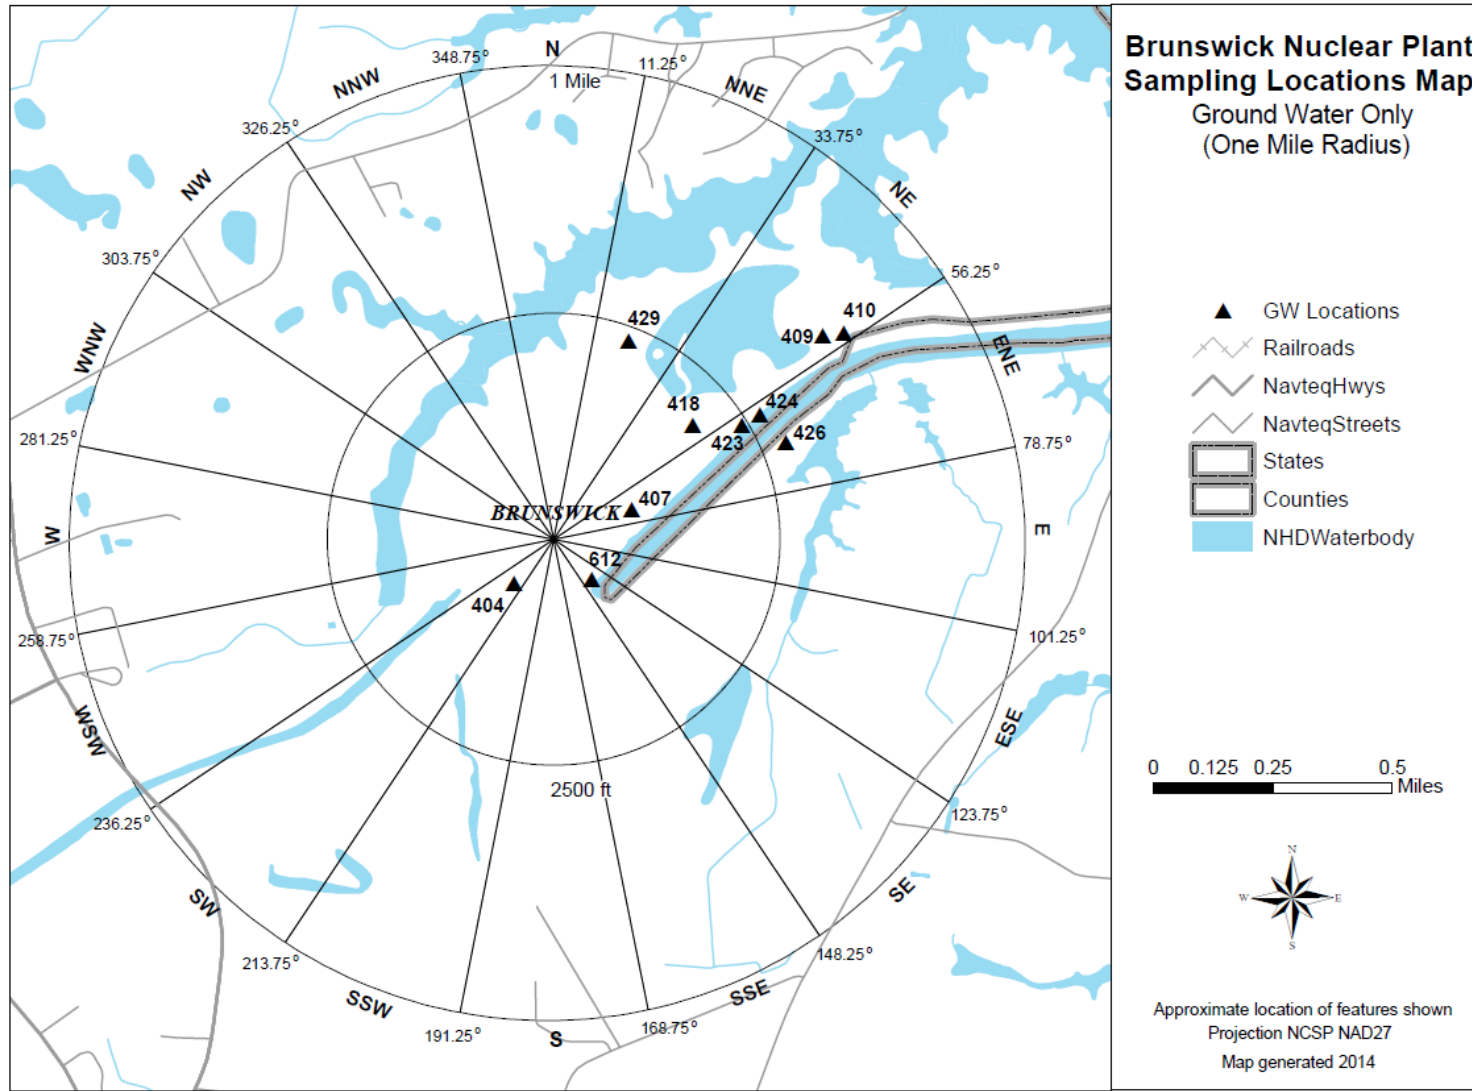 Brunswick Nuclear Plant
Sampling Locations Map
Ground Water Only
(One Mile Radius)
GW Locations
Railroads
NavteqHwys
NavteqStreets
States
Counties
NHDWaterbody
0 0.125 0.25 0.5
Miles
N
W E
S
Approximate location of features shown
Projection NCSP NAD27
Map generated 2014
N
1 Mile
11.25°
NNE
33.75°
NE
56.25°
ENE
78.75°
E
101.25°
ESE
123.75°
SE
148.25°
SSE
168.75°
S
191.25°
SSW
213.75°
SW
236.25°
WSW
258.75°
W
281.25°
WNW
303.75°
NW
326.25°
NNW
348.75°
429
409
410
418
424
423
426
407
BRUNSWICK
612
404
2500 ft